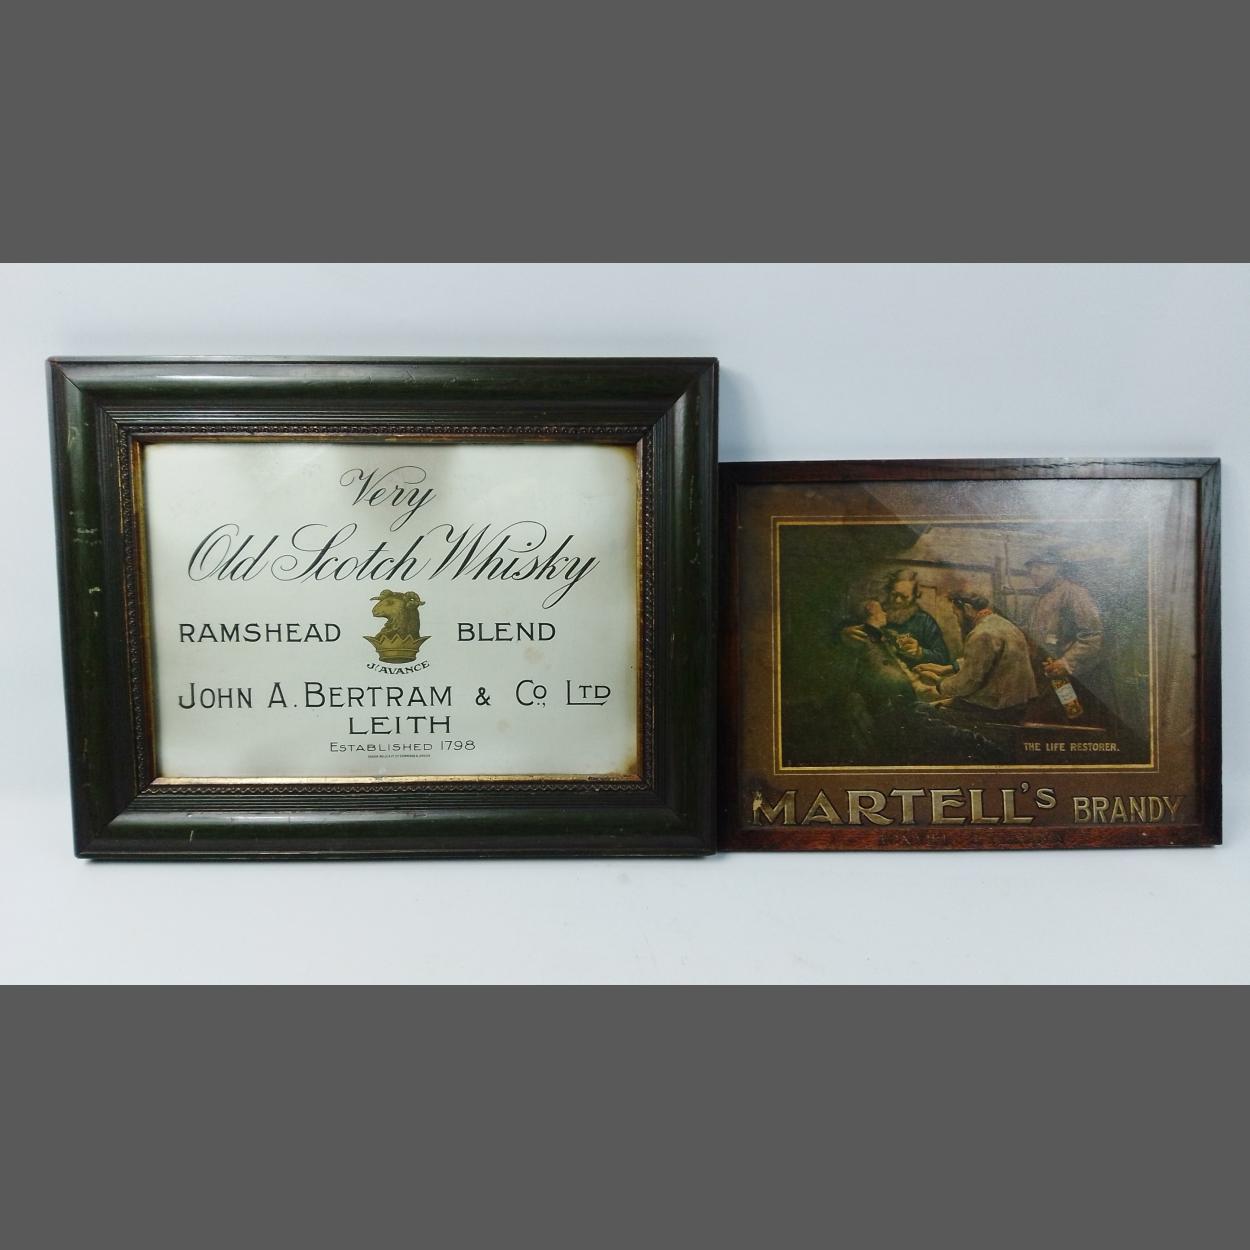 Very
Old Scotch Whisky
RAMSHEAD BLEND
J'AVANCE
JOHN A. BERTRAM & Co., LTD
LEITH
ESTABLISHED 1798
THE LIFE RESTORER.
MARTELL's BRANDY